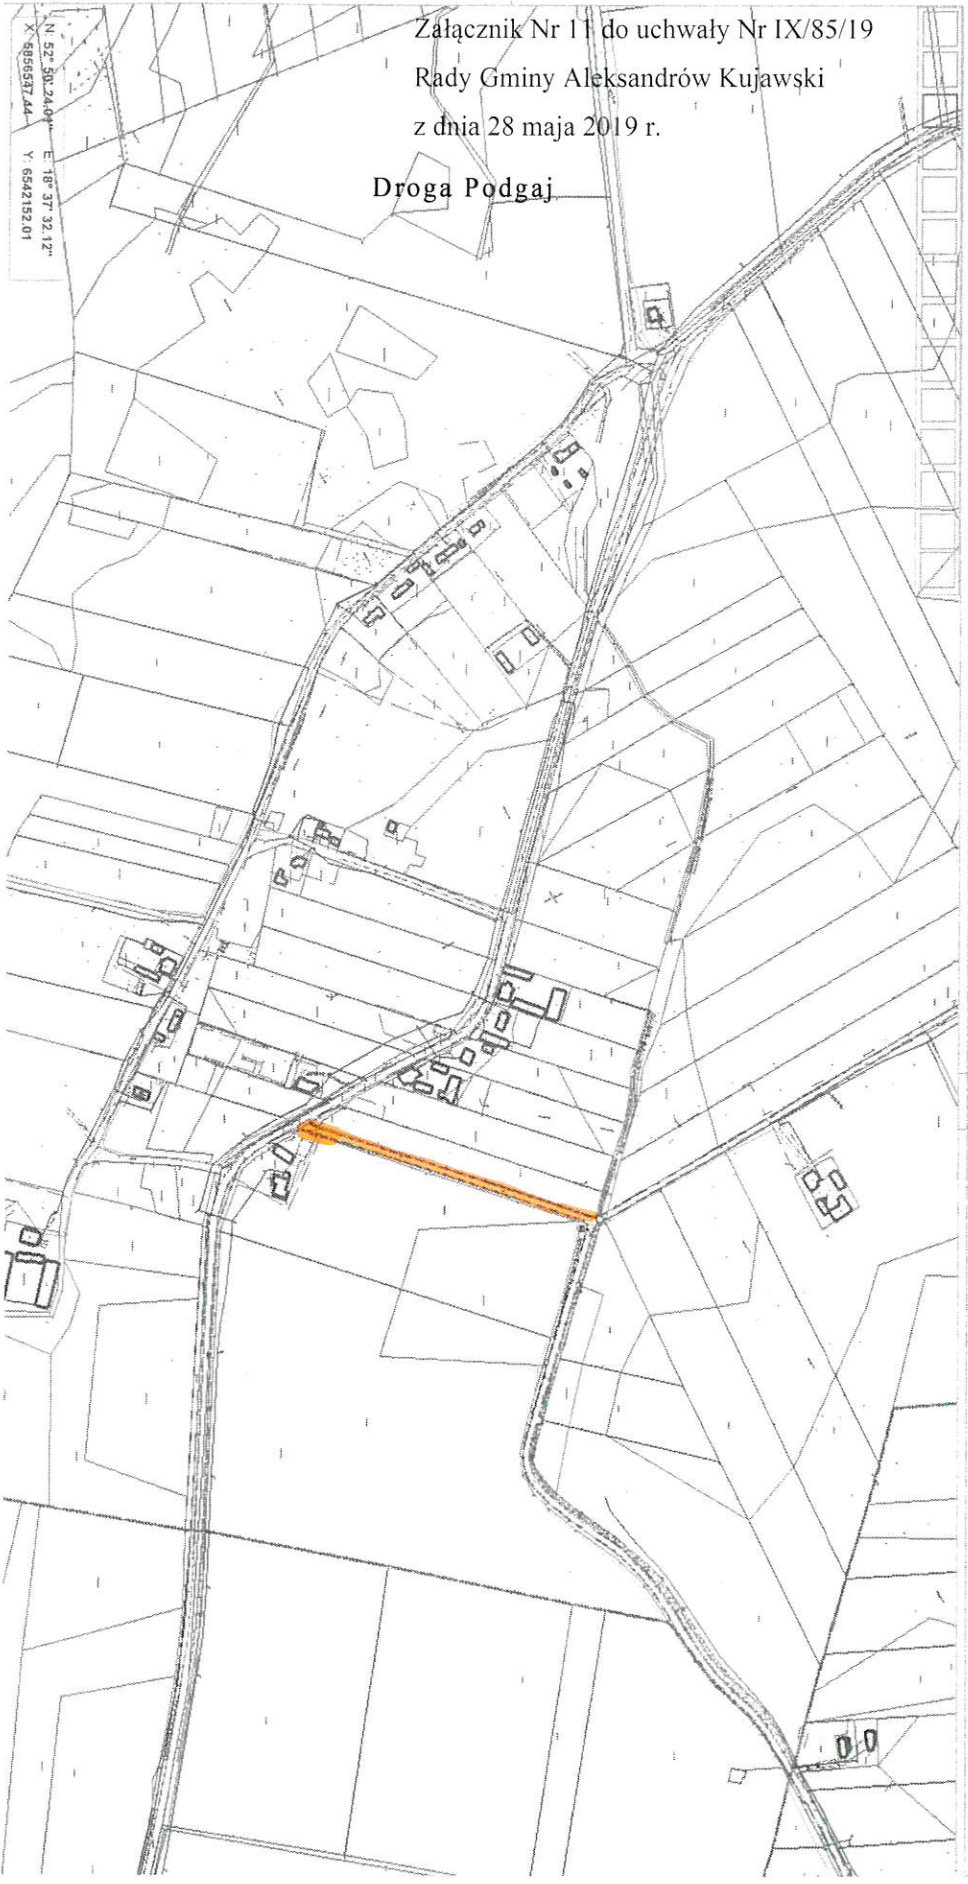 Załącznik Nr 11 do uchwały Nr IX/85/19
Rady Gminy Aleksandrów Kujawski
z dnia 28 maja 2019 r.
Droga Podgaj
N: 52° 50' 24.01" E: 18° 37' 32.12"
X: 5856537.44 Y: 6542152.01